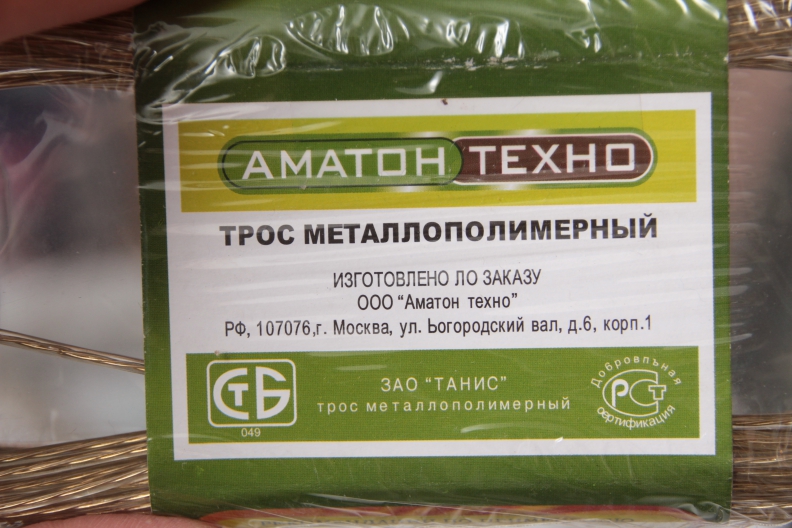 АМАТОН ТЕХНО
ТРОС МЕТАЛЛОПОЛИМЕРНЫЙ
ИЗГОТОВЛЕНО ЛО ЗАКАЗУ
ООО "Аматон техно"
РФ, 107076,г. Москва, ул. Ьогородский вал, д.6, корп.1
СТБ
049
ЗАО "ТАНИС"
трос металлополимерный
Добровльная
РСТ
сертификация